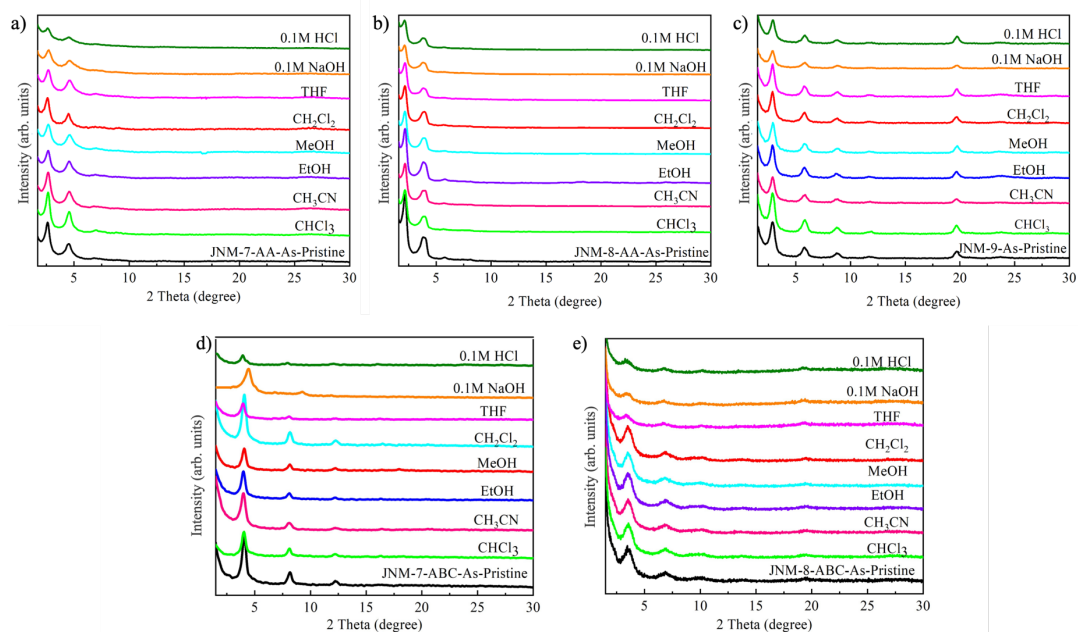 a)
Intensity (arb. units)
0.1M HCl
0.1M NaOH
THF
CH₂Cl₂
MeOH
EtOH
CH₃CN
CHCl₃
JNM-7-AA-As-Pristine
5 10 15 20 25 30
2 Theta (degree)
b)
Intensity (arb. units)
0.1M HCl
0.1M NaOH
THF
CH₂Cl₂
MeOH
EtOH
CH₃CN
CHCl₃
JNM-8-AA-As-Pristine
5 10 15 20 25 30
2 Theta (degree)
c)
Intensity (arb. units)
0.1M HCl
0.1M NaOH
THF
CH₂Cl₂
MeOH
EtOH
CH₃CN
CHCl₃
JNM-9-As-Pristine
5 10 15 20 25 30
2 Theta (degree)
d)
Intensity (arb. units)
0.1M HCl
0.1M NaOH
THF
CH₂Cl₂
MeOH
EtOH
CH₃CN
CHCl₃
JNM-7-ABC-As-Pristine
5 10 15 20 25 30
2 Theta (degree)
e)
Intensity (arb. units)
0.1M HCl
0.1M NaOH
THF
CH₂Cl₂
MeOH
EtOH
CH₃CN
CHCl₃
JNM-8-ABC-As-Pristine
5 10 15 20 25 30
2 Theta (degree)